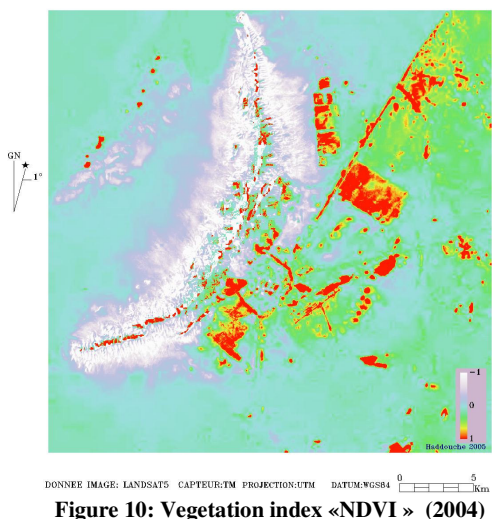 GN
1°
-1
0
1
Haddouche 2005
DONNEE IMAGE: LANDSAT5 CAPTEUR:TM PROJECTION:UTM DATUM:WGS84 0 5 Km
Figure 10: Vegetation index «NDVI » (2004)